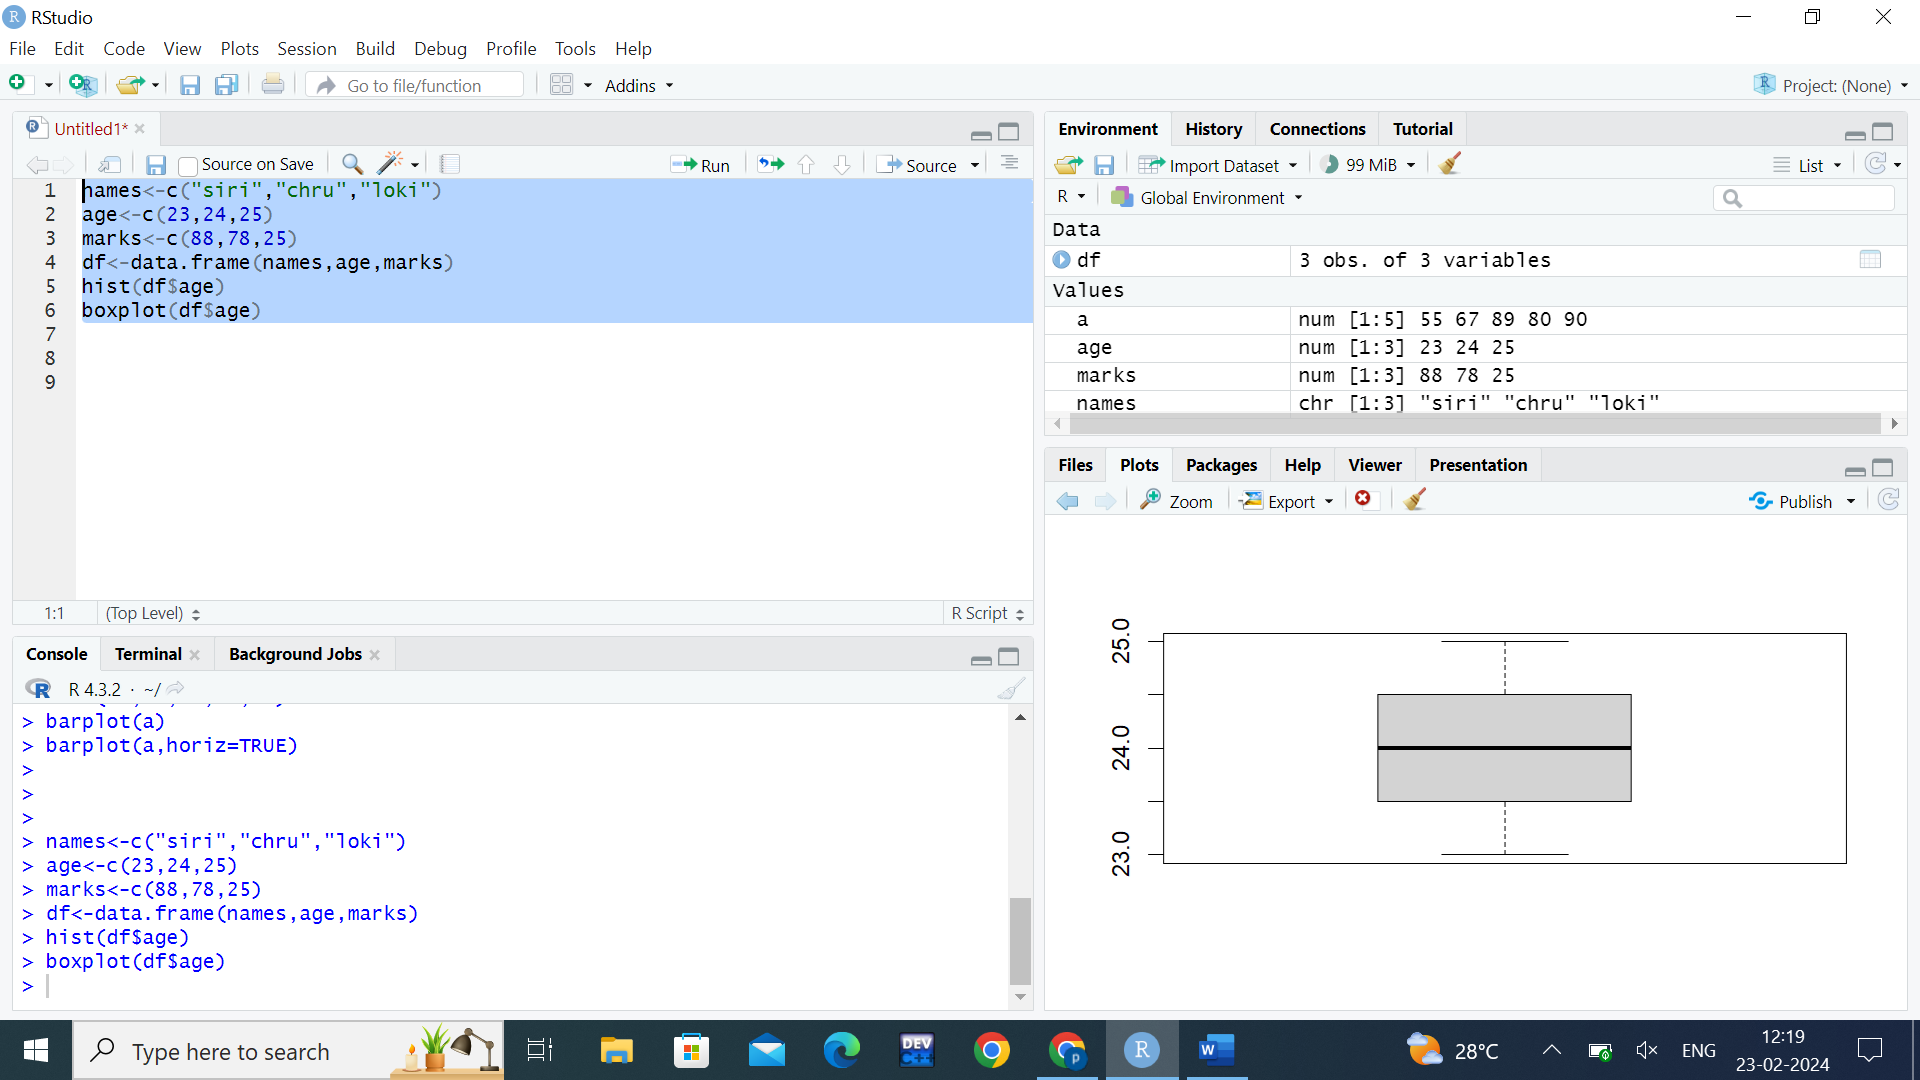 RStudio
File Edit Code View Plots Session Build Debug Profile Tools Help
Go to file/function Addins Project: (None)
Untitled1*
Source on Save Run Source
1 names<-c("siri","chru","loki")
2 age<-c(23,24,25)
3 marks<-c(88,78,25)
4 df<-data.frame(names,age,marks)
5 hist(df$age)
6 boxplot(df$age)
7
8
9
1:1 (Top Level) R Script
Console Terminal Background Jobs
R 4.3.2 · ~/
> barplot(a)
> barplot(a,horiz=TRUE)
>
>
>
> names<-c("siri","chru","loki")
> age<-c(23,24,25)
> marks<-c(88,78,25)
> df<-data.frame(names,age,marks)
> hist(df$age)
> boxplot(df$age)
>
Environment History Connections Tutorial
Import Dataset 99 MiB List
R Global Environment
Data
df 3 obs. of 3 variables
Values
a num [1:5] 55 67 89 80 90
age num [1:3] 23 24 25
marks num [1:3] 88 78 25
names chr [1:3] "siri" "chru" "loki"
Files Plots Packages Help Viewer Presentation
Zoom Export Publish
25.0
24.0
23.0
Type here to search
DEV C++
28°C ENG
12:19
23-02-2024